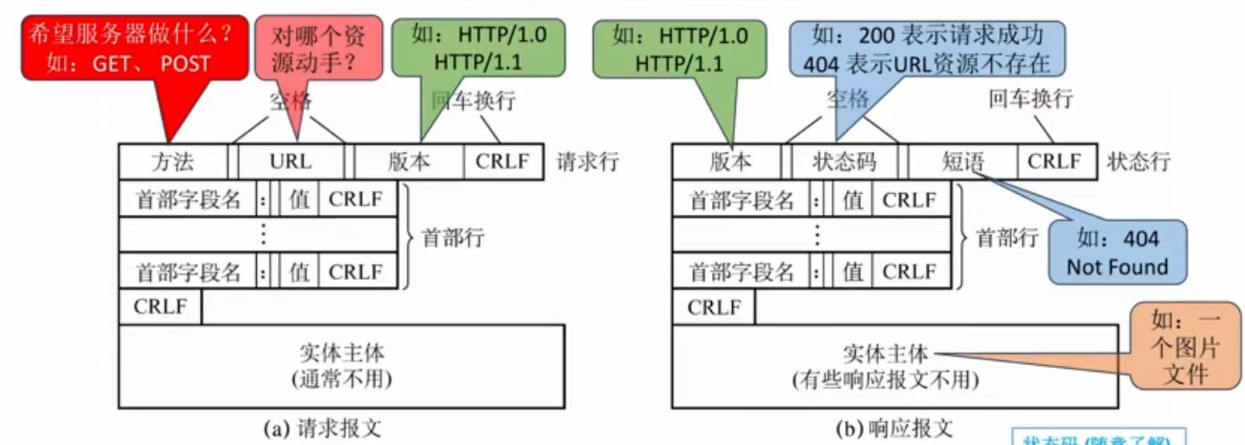 希望服务器做什么？
如：GET、 POST
对哪个资
源动手？
如：HTTP/1.0
HTTP/1.1
空格
回车换行
方法 URL 版本 CRLF 请求行
首部字段名 : 值 CRLF
⋮
首部行
首部字段名 : 值 CRLF
CRLF
实体主体
(通常不用)
(a) 请求报文
如：HTTP/1.0
HTTP/1.1
如：200 表示请求成功
404 表示URL资源不存在
空格
回车换行
版本 状态码 短语 CRLF 状态行
首部字段名 : 值 CRLF
⋮
首部行
首部字段名 : 值 CRLF
如：404
Not Found
CRLF
实体主体
(有些响应报文不用)
如：一
个图片
文件
(b) 响应报文
状态码 (随意了解)